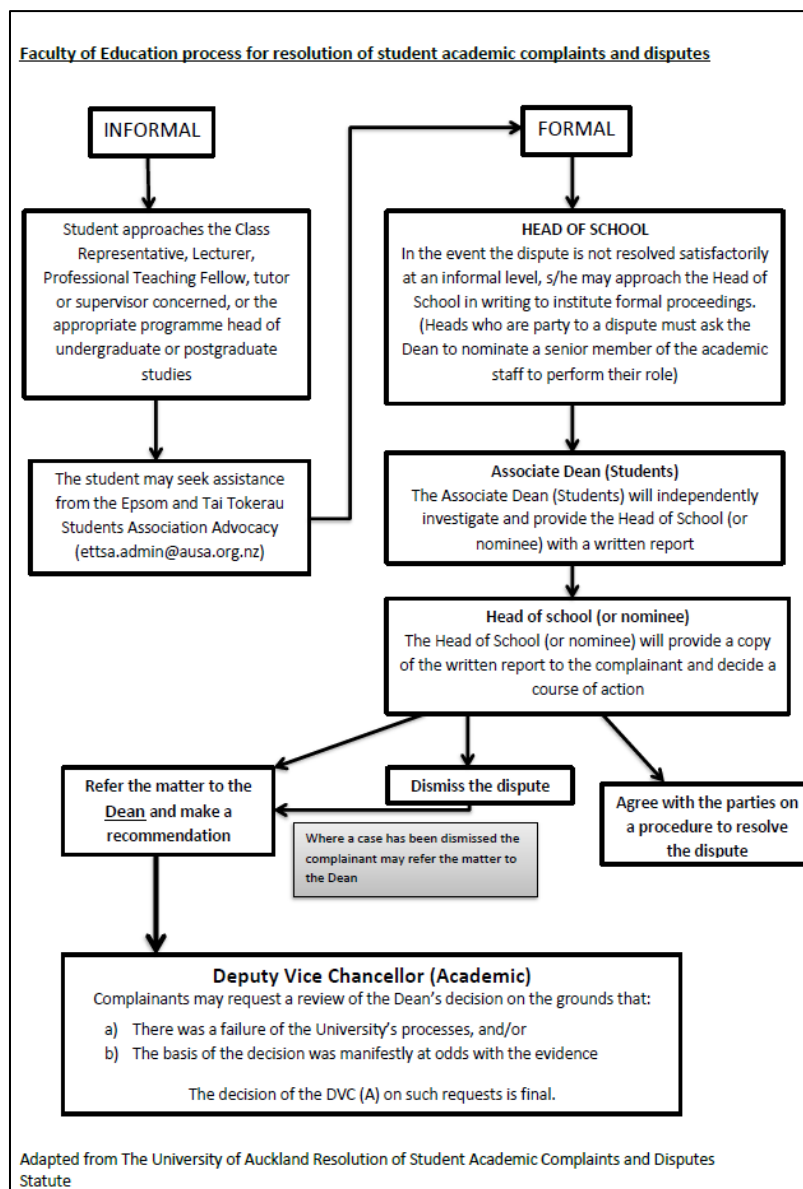 Faculty of Education process for resolution of student academic complaints and disputes
INFORMAL
Student approaches the Class
Representative, Lecturer,
Professional Teaching Fellow, tutor
or supervisor concerned, or the
appropriate programme head of
undergraduate or postgraduate
studies
The student may seek assistance
from the Epsom and Tai Tokerau
Students Association Advocacy
(ettsa.admin@ausa.org.nz)
FORMAL
HEAD OF SCHOOL
In the event the dispute is not resolved satisfactorily
at an informal level, s/he may approach the Head of
School in writing to institute formal proceedings.
(Heads who are party to a dispute must ask the
Dean to nominate a senior member of the academic
staff to perform their role)
Associate Dean (Students)
The Associate Dean (Students) will independently
investigate and provide the Head of School (or
nominee) with a written report
Head of school (or nominee)
The Head of School (or nominee) will provide a copy
of the written report to the complainant and decide a
course of action
Refer the matter to the
Dean and make a
recommendation
Dismiss the dispute
Where a case has been dismissed the
complainant may refer the matter to
the Dean
Agree with the parties on
a procedure to resolve
the dispute
Deputy Vice Chancellor (Academic)
Complainants may request a review of the Dean's decision on the grounds that:
a) There was a failure of the University's processes, and/or
b) The basis of the decision was manifestly at odds with the evidence
The decision of the DVC (A) on such requests is final.
Adapted from The University of Auckland Resolution of Student Academic Complaints and Disputes
Statute